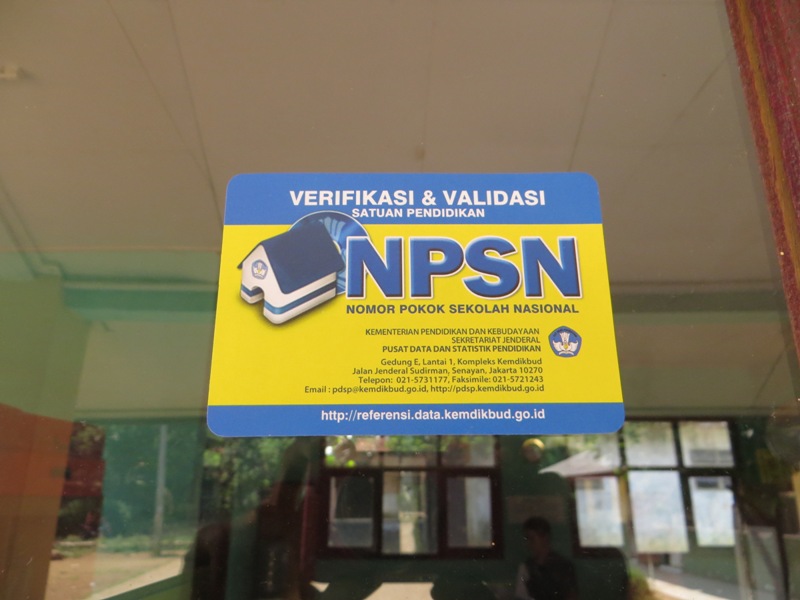 VERIFIKASI & VALIDASI
SATUAN PENDIDIKAN
NPSN
NOMOR POKOK SEKOLAH NASIONAL
KEMENTERIAN PENDIDIKAN DAN KEBUDAYAAN
SEKRETARIAT JENDERAL
PUSAT DATA DAN STATISTIK PENDIDIKAN
Gedung E, Lantai 1, Kompleks Kemdikbud
Jalan Jenderal Sudirman, Senayan, Jakarta 10270
Telepon: 021-5731177, Faksimile: 021-5721243
Email : pdsp@kemdikbud.go.id, http://pdsp.kemdikbud.go.id
http://referensi.data.kemdikbud.go.id